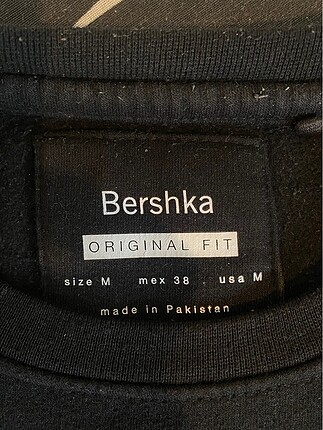 Bershka
ORIGINAL FIT
size M mex 38 usa M
made in Pakistan